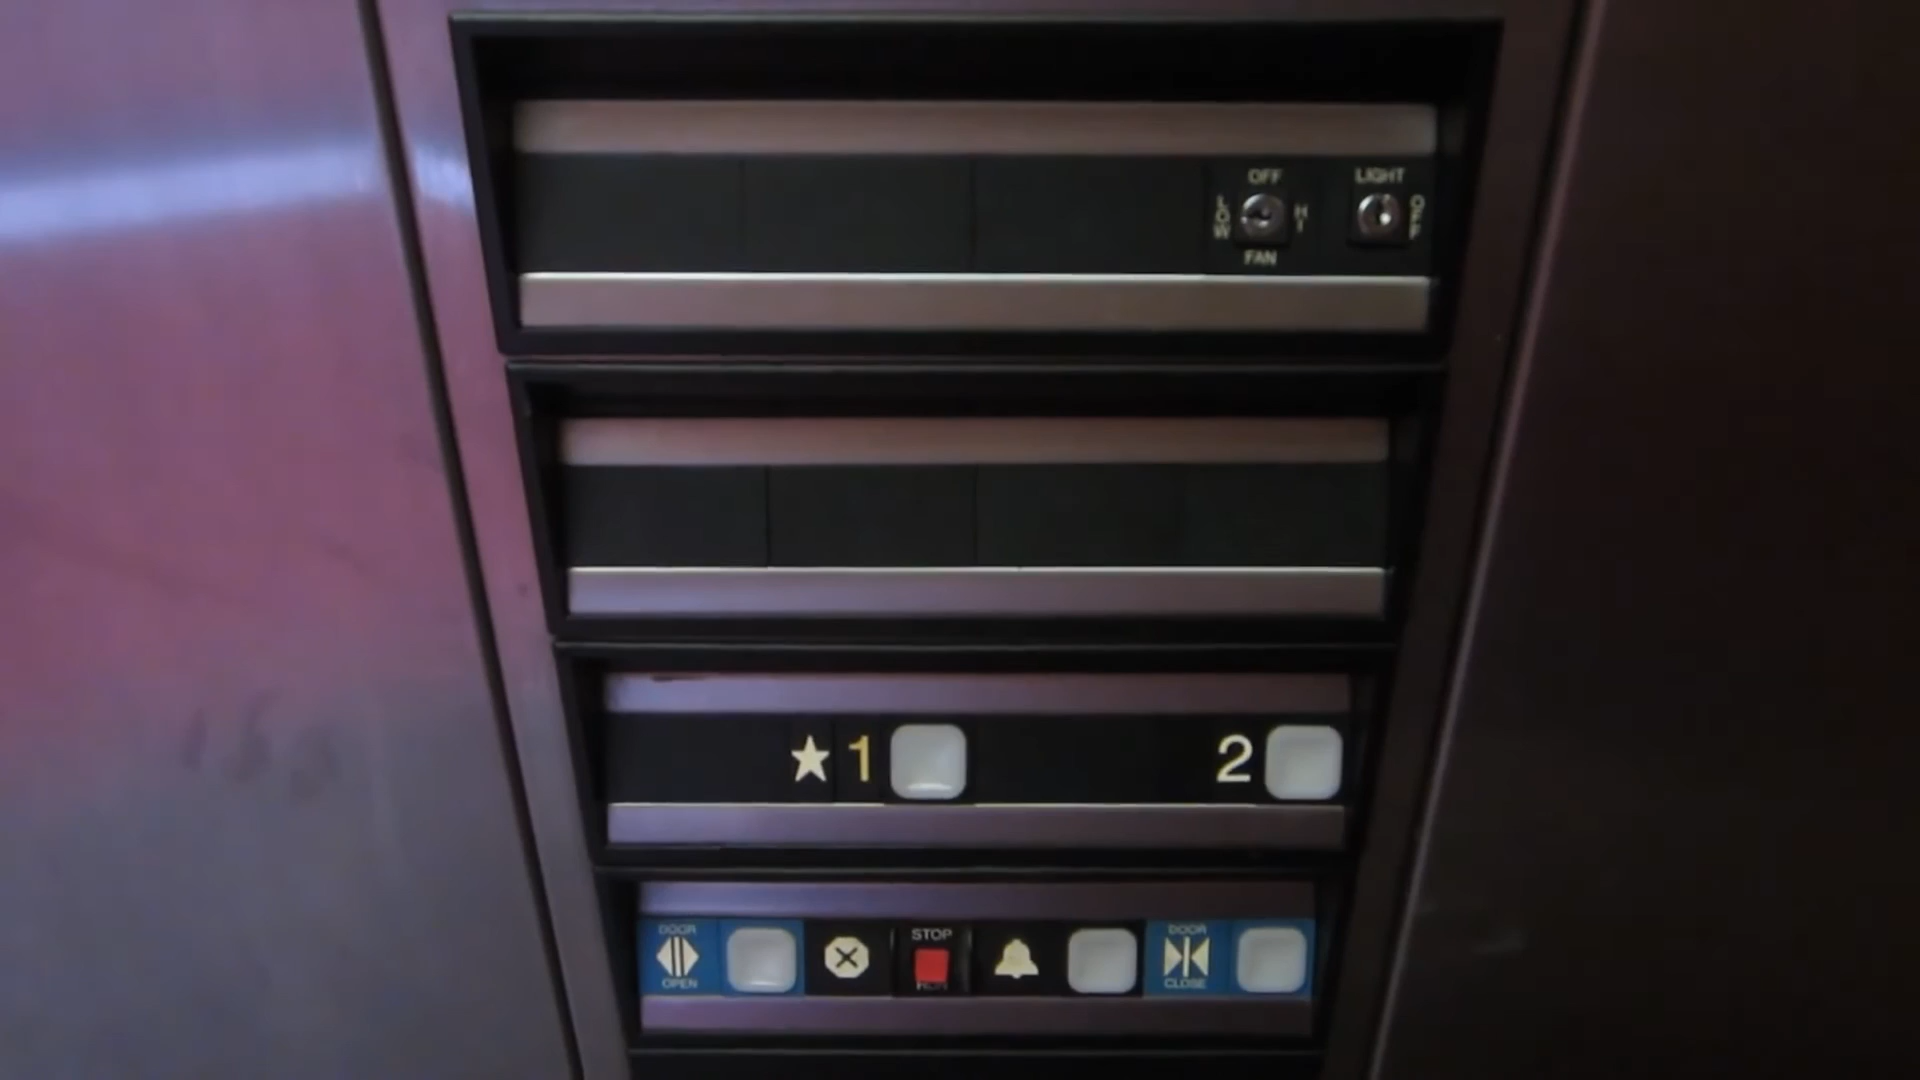 OFF
LIGHT
LOW
HI
OFF
FAN
★1
2
DOOR
OPEN
STOP
DOOR
CLOSE